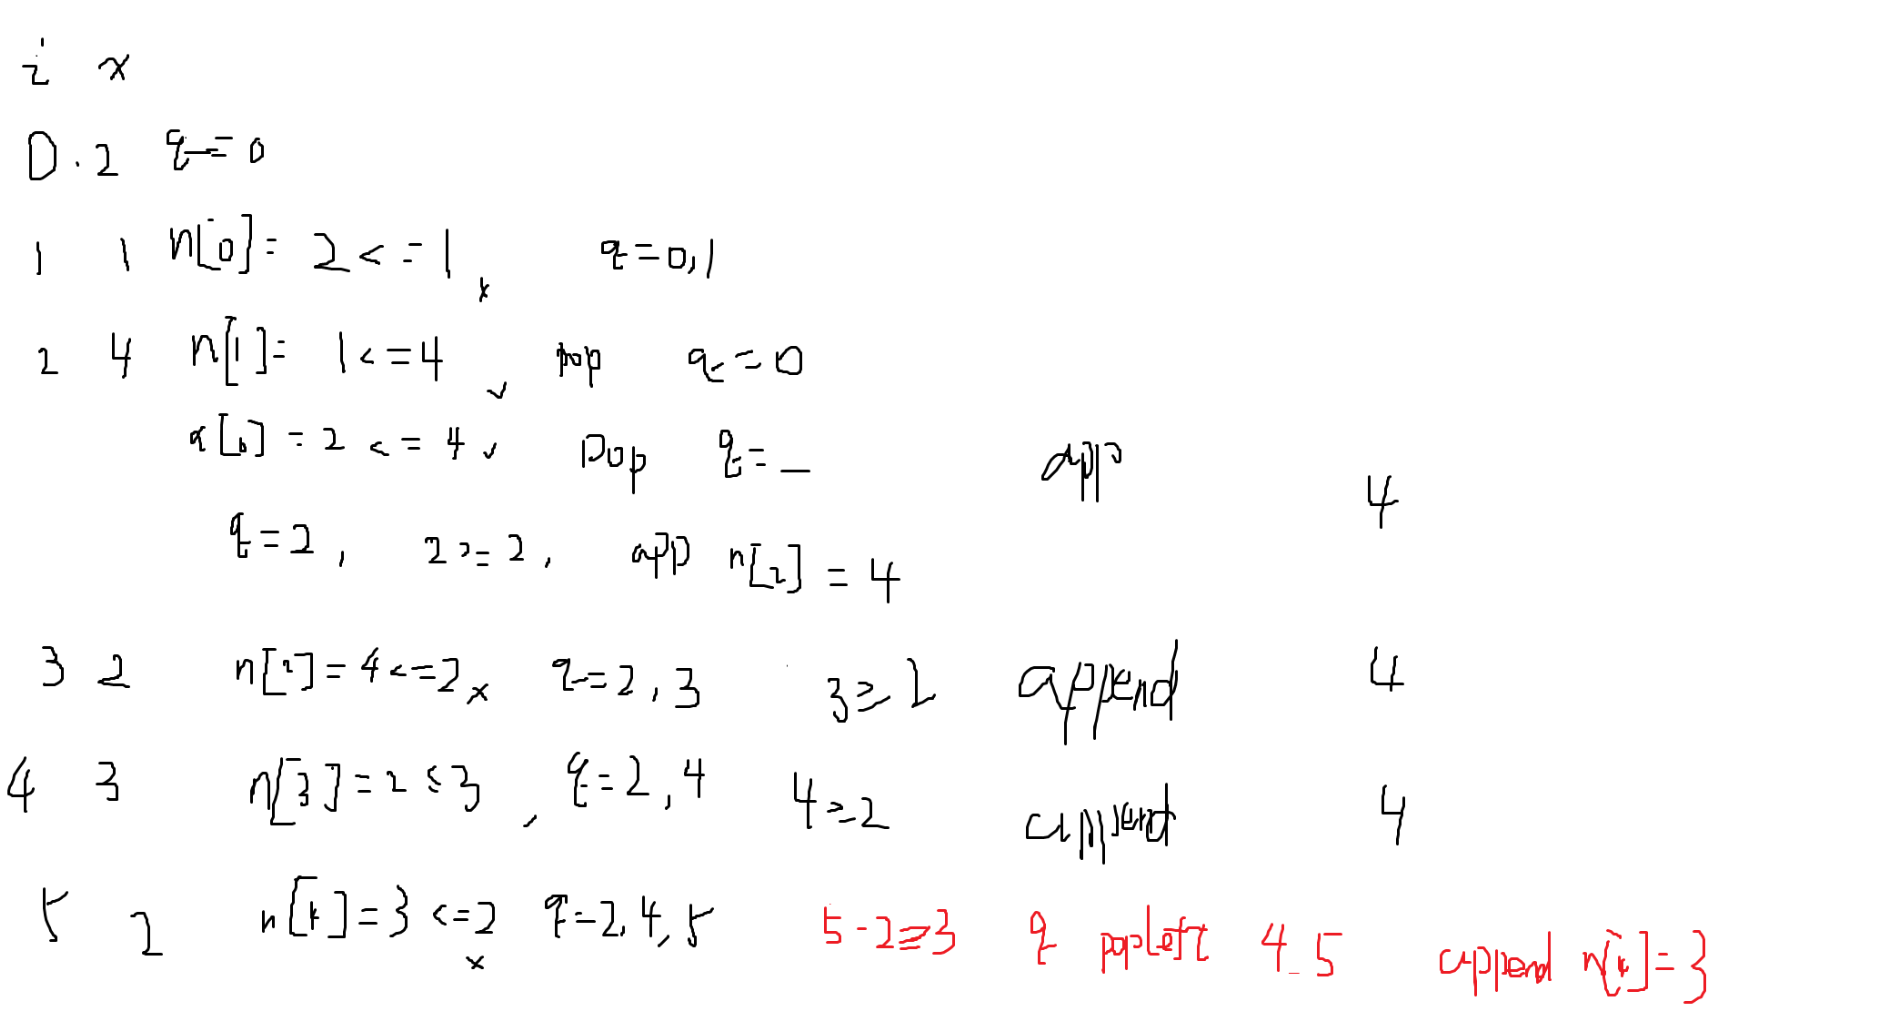 i x
0. 2 q=0
1 1 n[0]= 2<=1 x q=0,1
2 4 n[1]= 1<=4 ✓ pop q=0
n[0]=2<=4 ✓ pop q=_ app 4
q=2, 2>=2, app n[2]=4
3 2 n[2]=4<=2 x q=2,3 3≥2 append 4
4 3 n[3]=2≤3, q=2,4 4>=2 append 4
5 2 n[4]=3<=2 x q=2,4,5 5-2>=3 q popleft 4_5 append n[4]=3